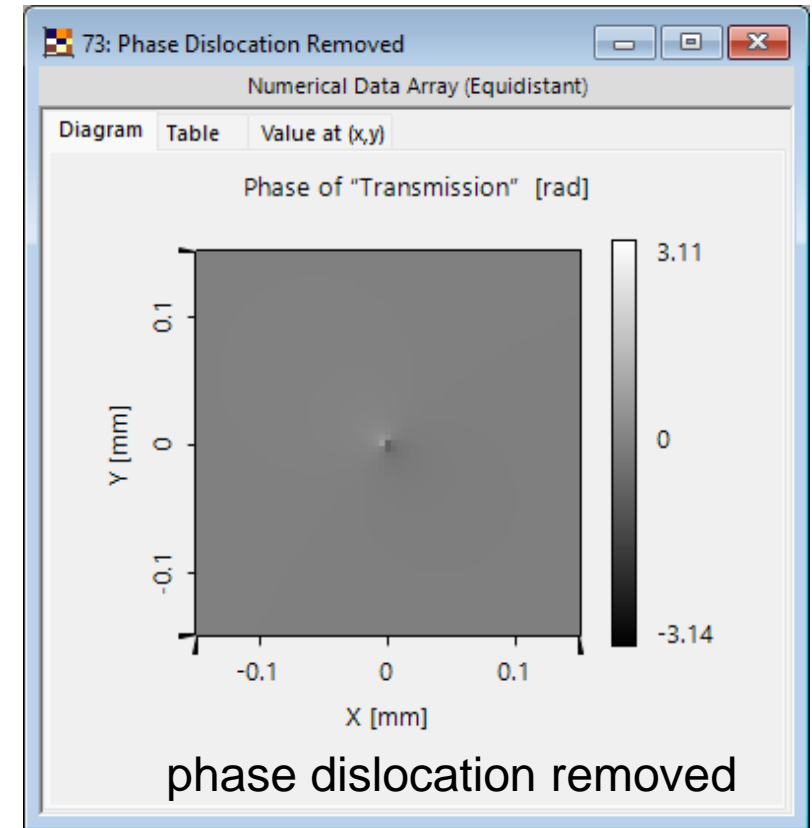 73: Phase Dislocation Removed
Numerical Data Array (Equidistant)
Diagram Table Value at (x,y)
Phase of "Transmission" [rad]
3.11
0
-3.14
Y [mm]
0.1
0
-0.1
-0.1 0 0.1
X [mm]
phase dislocation removed